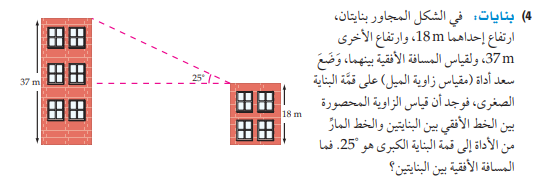 4) بنايات: في الشكل المجاور بنايتان،
ارتفاع إحداهما 18 m، وارتفاع الأخرى
37 m، ولقياس المسافة الأفقية بينهما، وَضَعَ
سعد أداة (مقياس زاوية الميل) على قمَّة البناية
الصغرى، فوجد أن قياس الزاوية المحصورة
بين الخط الأفقي بين البنايتين والخط المارِّ
من الأداة إلى قمة البناية الكبرى هو 25°. فما
المسافة الأفقية بين البنايتين؟
37 m
25°
18 m